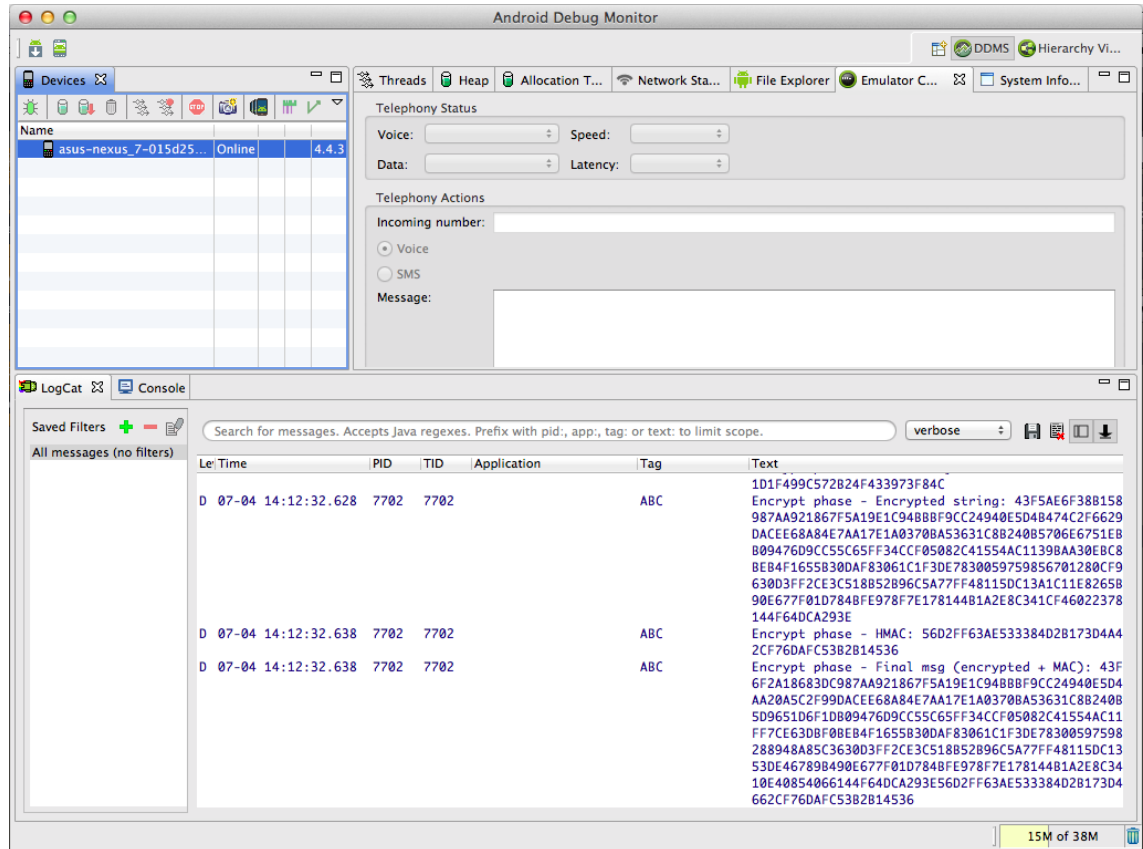 Android Debug Monitor
DDMS Hierarchy Vi...
Devices
Threads Heap Allocation T... Network Sta... File Explorer Emulator C... System Info...
Name
asus-nexus_7-015d25... Online 4.4.3
Telephony Status
Voice: Speed:
Data: Latency:
Telephony Actions
Incoming number:
Voice
SMS
Message:
LogCat Console
Saved Filters
All messages (no filters)
Search for messages. Accepts Java regexes. Prefix with pid:, app:, tag: or text: to limit scope. verbose
Le Time PID TID Application Tag Text
1D1F499C572B24F433973F84C
D 07-04 14:12:32.628 7702 7702 ABC Encrypt phase - Encrypted string: 43F5AE6F38B158
987AA921867F5A19E1C94BBBF9CC24940E5D4B474C2F6629
DACEE68A84E7AA17E1A0370BA53631C8B240B5706E6751EB
B09476D9CC55C65FF34CCF05082C41554AC1139BAA30EBC8
BEB4F1655B30DAF83061C1F3DE7830059759856701280CF9
630D3FF2CE3C518B52B96C5A77FF48115DC13A1C11E8265B
90E677F01D784BFE978F7E178144B1A2E8C341CF46022378
144F64DCA293E
D 07-04 14:12:32.638 7702 7702 ABC Encrypt phase - HMAC: 56D2FF63AE533384D2B173D4A4
2CF76DAFC53B2B14536
D 07-04 14:12:32.638 7702 7702 ABC Encrypt phase - Final msg (encrypted + MAC): 43F
6F2A18683DC987AA921867F5A19E1C94BBBF9CC24940E5D4
AA20A5C2F99DACEE68A84E7AA17E1A0370BA53631C8B240B
5D9651D6F1DB09476D9CC55C65FF34CCF05082C41554AC11
FF7CE63DBF0BEB4F1655B30DAF83061C1F3DE78300597598
288948A85C3630D3FF2CE3C518B52B96C5A77FF48115DC13
53DE46789B490E677F01D784BFE978F7E178144B1A2E8C34
10E40854066144F64DCA293E56D2FF63AE533384D2B173D4
662CF76DAFC53B2B14536
15M of 38M